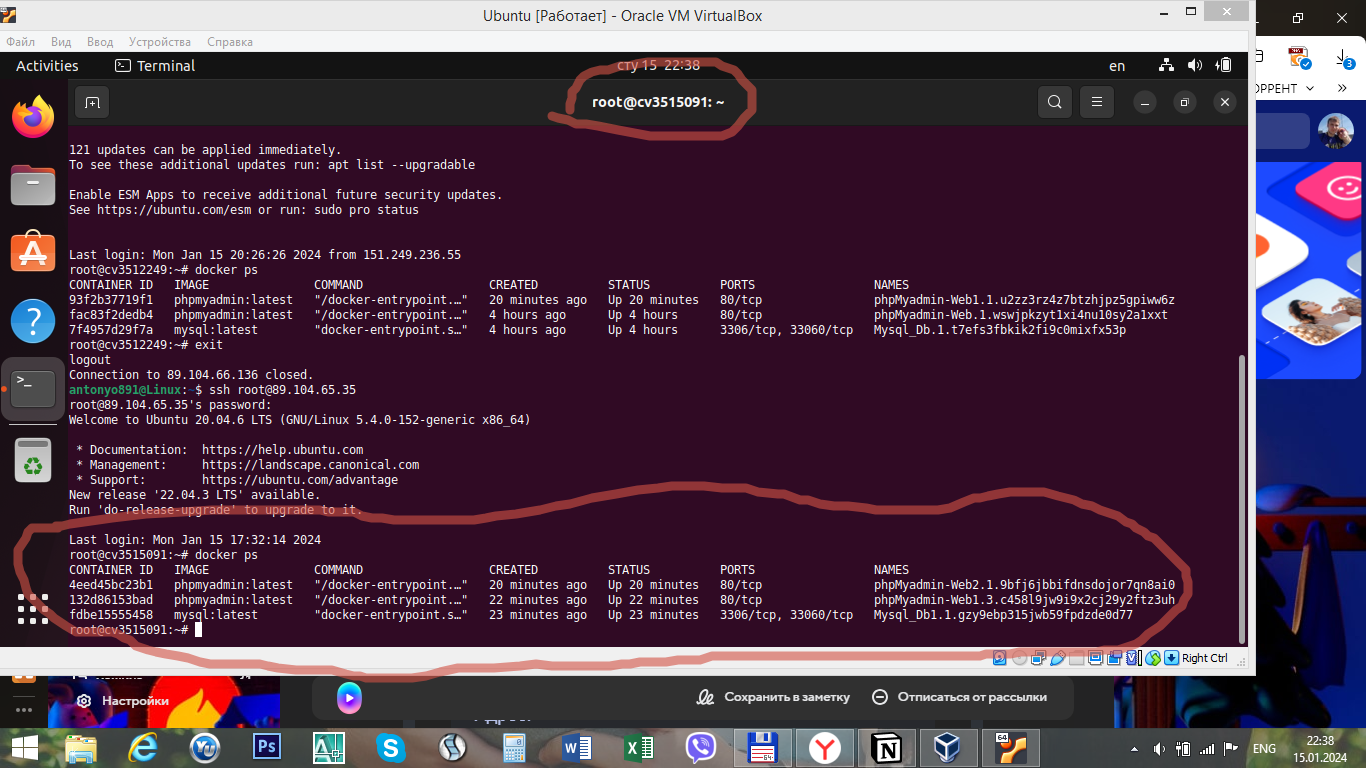 Ubuntu [Работает] - Oracle VM VirtualBox
Файл Вид Ввод Устройства Справка
Activities Terminal сту 15 22:38 en
root@cv3515091: ~
121 updates can be applied immediately.
To see these additional updates run: apt list --upgradable
Enable ESM Apps to receive additional future security updates.
See https://ubuntu.com/esm or run: sudo pro status
Last login: Mon Jan 15 20:26:26 2024 from 151.249.236.55
root@cv3512249:~# docker ps
CONTAINER ID IMAGE COMMAND CREATED STATUS PORTS NAMES
93f2b37719f1 phpmyadmin:latest "/docker-entrypoint.…" 20 minutes ago Up 20 minutes 80/tcp phpMyadmin-Web1.1.u2zz3rz4z7btzhjpz5gpiww6z
fac83f2dedb4 phpmyadmin:latest "/docker-entrypoint.…" 4 hours ago Up 4 hours 80/tcp phpMyadmin-Web.1.wswjpkzyt1xi4nu10sy2a1xxt
7f4957d29f7a mysql:latest "docker-entrypoint.s…" 4 hours ago Up 4 hours 3306/tcp, 33060/tcp Mysql_Db.1.t7efs3fbkik2fi9c0mixfx53p
root@cv3512249:~# exit
logout
Connection to 89.104.66.136 closed.
antonyo891@Linux:~$ ssh root@89.104.65.35
root@89.104.65.35's password:
Welcome to Ubuntu 20.04.6 LTS (GNU/Linux 5.4.0-152-generic x86_64)
* Documentation: https://help.ubuntu.com
* Management: https://landscape.canonical.com
* Support: https://ubuntu.com/advantage
New release '22.04.3 LTS' available.
Run 'do-release-upgrade' to upgrade to it.
Last login: Mon Jan 15 17:32:14 2024
root@cv3515091:~# docker ps
CONTAINER ID IMAGE COMMAND CREATED STATUS PORTS NAMES
4eed45bc23b1 phpmyadmin:latest "/docker-entrypoint.…" 20 minutes ago Up 20 minutes 80/tcp phpMyadmin-Web2.1.9bfj6jbbifdnsdojor7qn8ai0
132d86153bad phpmyadmin:latest "/docker-entrypoint.…" 22 minutes ago Up 22 minutes 80/tcp phpMyadmin-Web1.3.c458l9jw9i9x2cj29y2ftz3uh
fdbe15555458 mysql:latest "docker-entrypoint.s…" 23 minutes ago Up 23 minutes 3306/tcp, 33060/tcp Mysql_Db1.1.gzy9ebp315jwb59fpdzde0d77
root@cv3515091:~#
Right Ctrl
Настройки Сохранить в заметку Отписаться от рассылки
ENG 22:38
15.01.2024